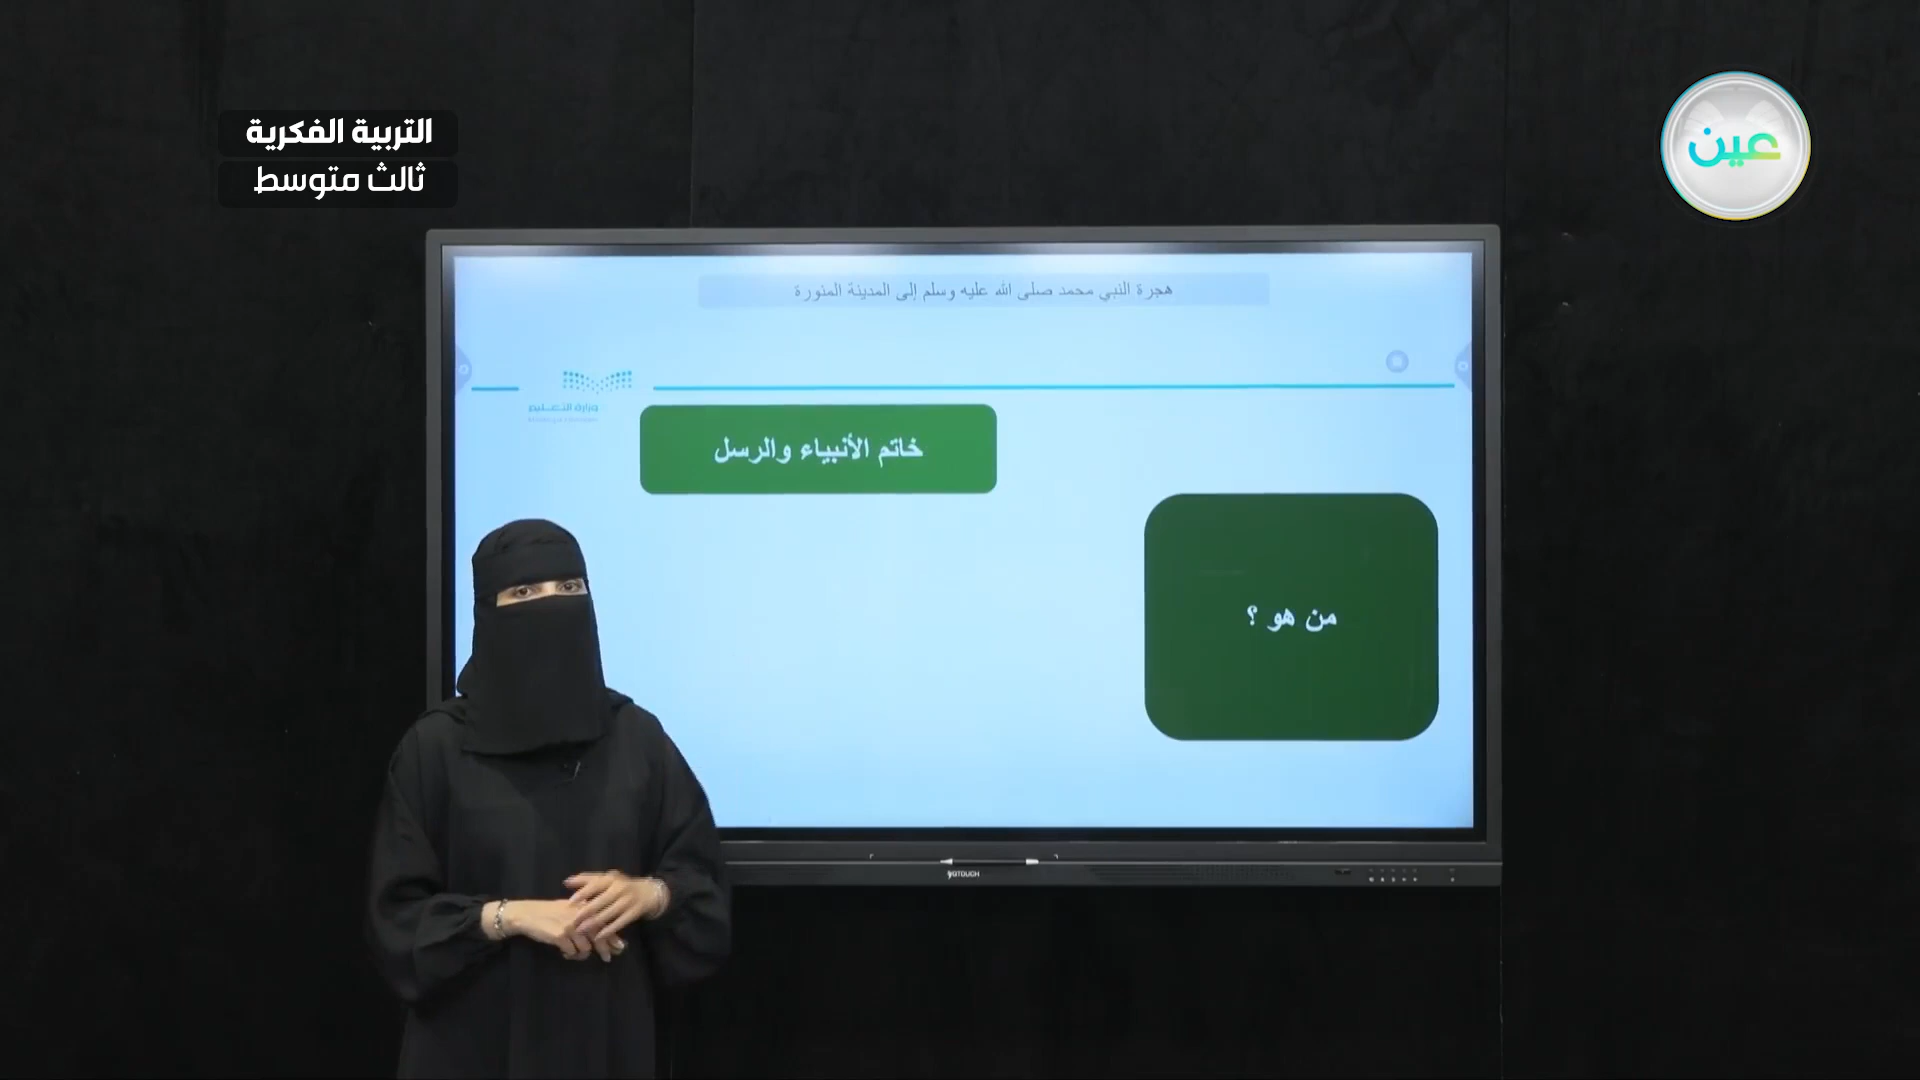 التربية الفكرية
ثالث متوسط
عين
هجرة النبي محمد صلى الله عليه وسلم إلى المدينة المنورة
وزارة التعليم
خاتم الأنبياء والرسل
من هو ؟